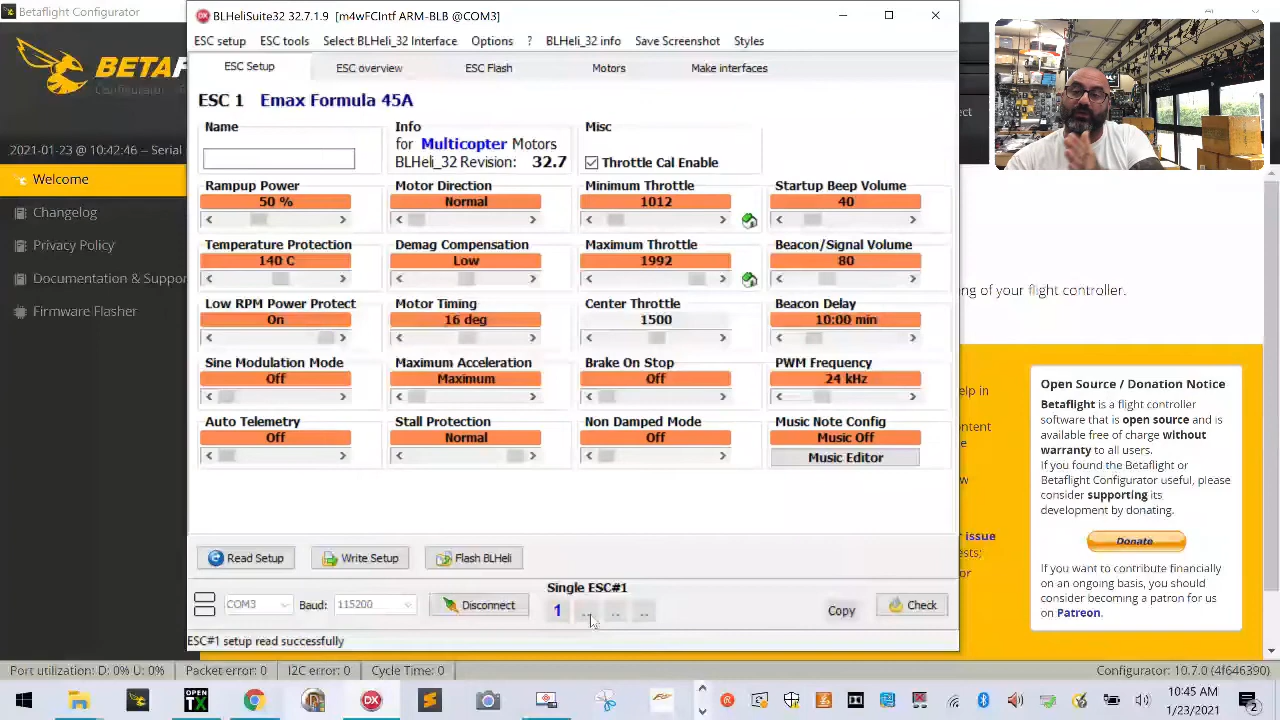 Betaflight Configurator
BLHeliSuite32 32.7.1.9 [m4wFCIntf ARM-BLB @COM3]
ESC setup ESC tools Select BLHeli_32 Interface Options ? BLHeli_32 info Save Screenshot Styles
ESC Setup ESC overview ESC Flash Motors Make interfaces
ESC 1 Emax Formula 45A
Name
Info
for Multicopter Motors
BLHeli_32 Revision: 32.7
Misc
Throttle Cal Enable
Rampup Power
50 %
Motor Direction
Normal
Minimum Throttle
1012
Startup Beep Volume
40
Temperature Protection
140 C
Demag Compensation
Low
Maximum Throttle
1992
Beacon/Signal Volume
80
Low RPM Power Protect
On
Motor Timing
16 deg
Center Throttle
1500
Beacon Delay
10:00 min
Sine Modulation Mode
Off
Maximum Acceleration
Maximum
Brake On Stop
Off
PWM Frequency
24 kHz
Auto Telemetry
Off
Stall Protection
Normal
Non Damped Mode
Off
Music Note Config
Music Off
Music Editor
Read Setup Write Setup Flash BLHeli
Single ESC#1
COM3 Baud: 115200 Disconnect 1 .. .. .. Copy Check
ESC#1 setup read successfully
BETAF
2021-01-23 @ 10:42:46 -- Serial
Welcome
Changelog
Privacy Policy
Documentation & Suppor
Firmware Flasher
ect
ng of your flight controller.
elp in
ontent
e
w
issue
ests;
or
Open Source / Donation Notice
Betaflight is a flight controller
software that is open source and is
available free of charge without
warranty to all users.
If you found the Betaflight or
Betaflight Configurator useful, please
consider supporting its
development by donating.
Donate
If you want to contribute financially
on an ongoing basis, you should
consider becoming a patron for us
on Patreon.
Port utilization: D: 0% U: 0% Packet error: 0 I2C error: 0 Cycle Time: 0 Configurator: 10.7.0 (4f646390)
OPEN
TX
10:45 AM
1/23/2021
2